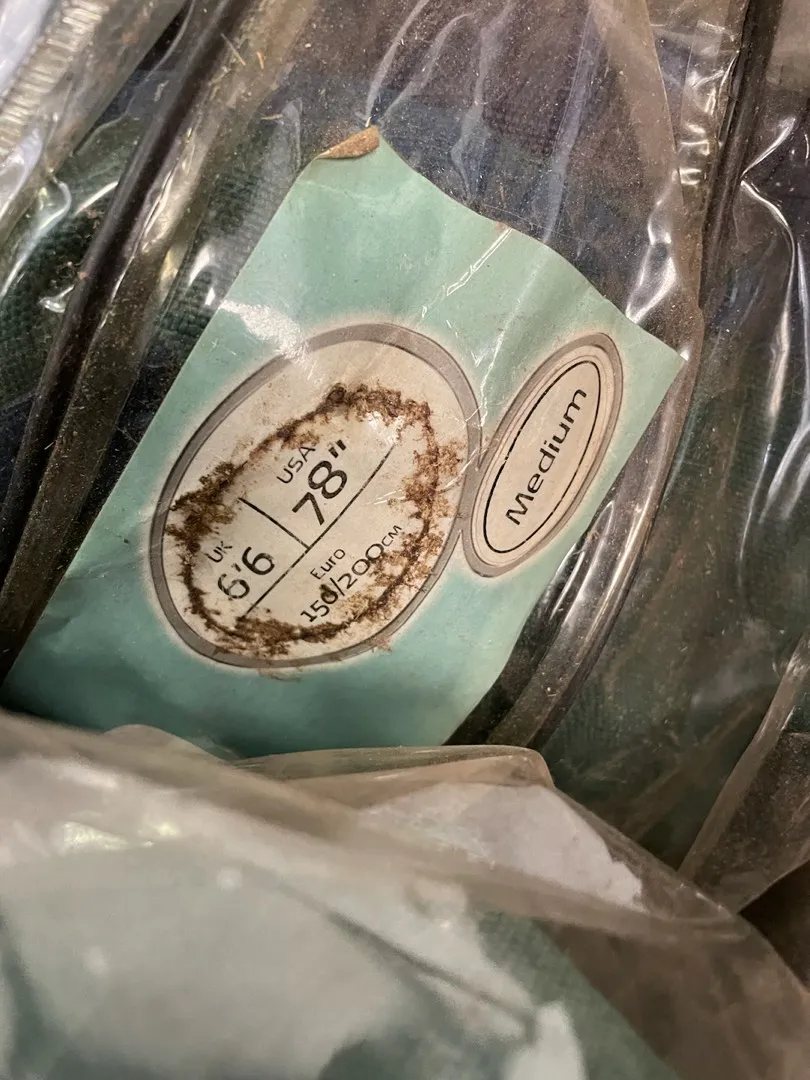 UK
6'6
USA
78"
Euro
150/200CM
Medium